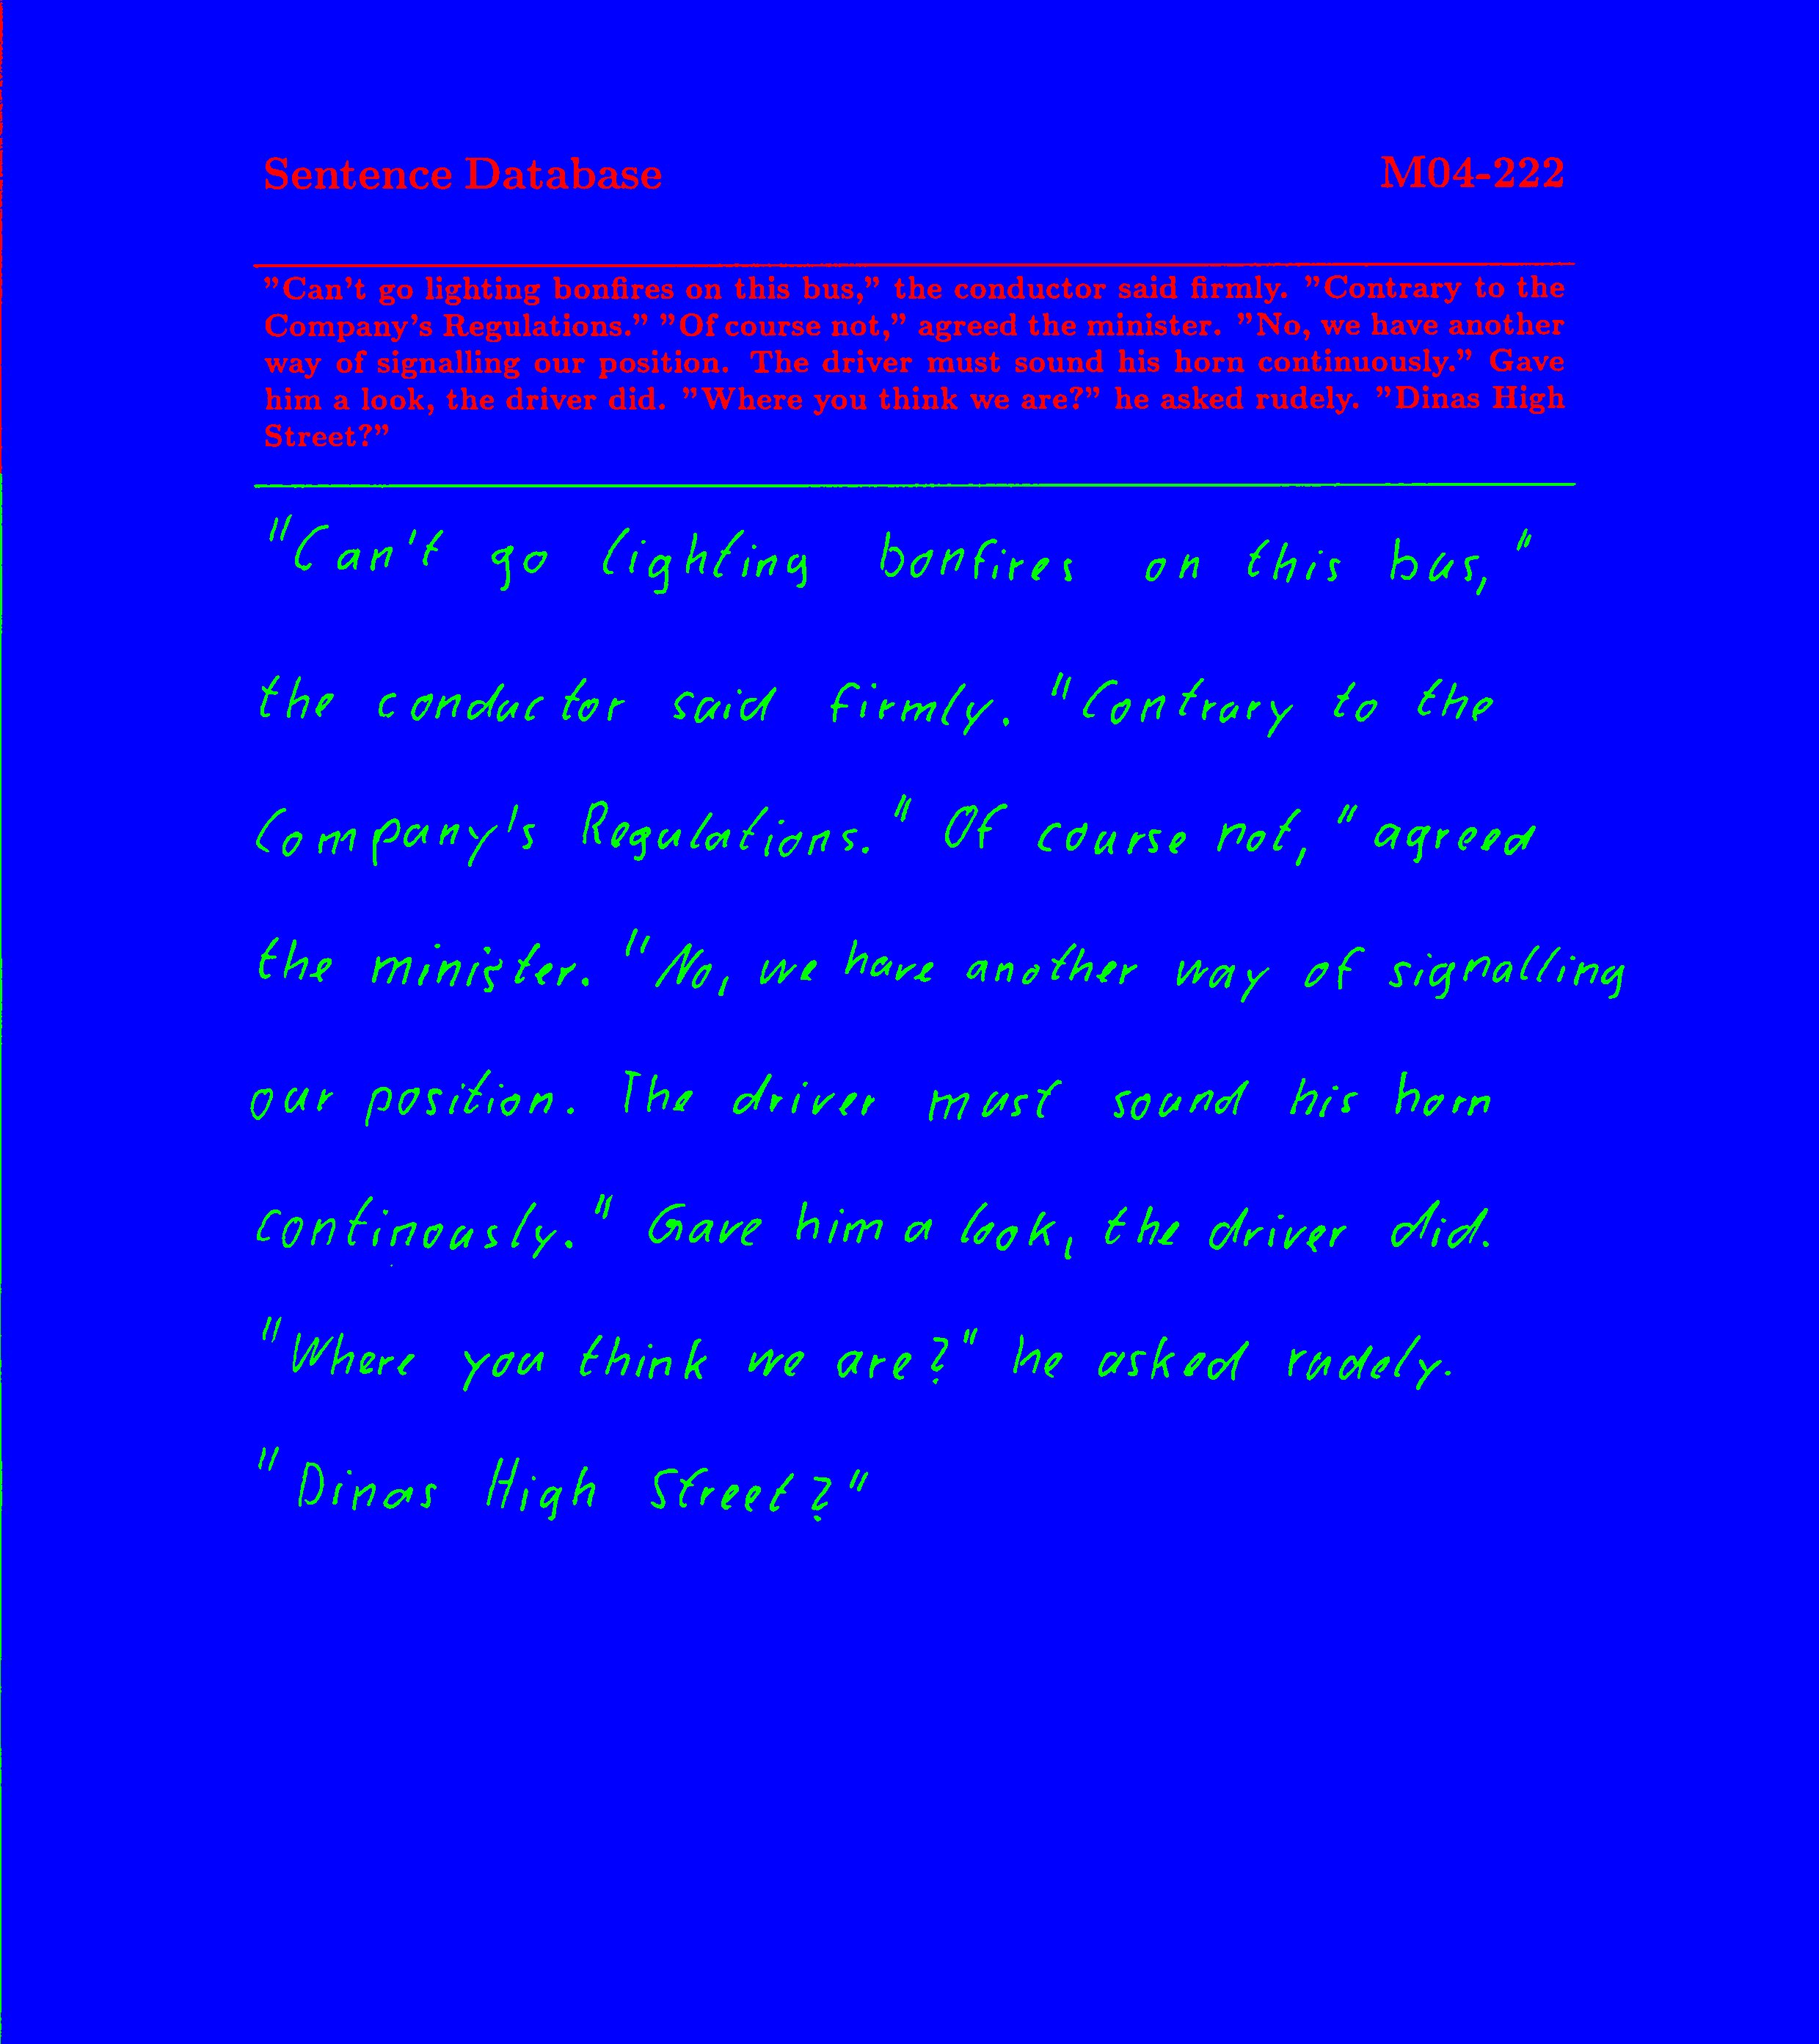 Sentence Database M04-222
"Can't go lighting bonfires on this bus," the conductor said firmly. "Contrary to the
Company's Regulations." "Of course not," agreed the minister. "No, we have another
way of signalling our position. The driver must sound his horn continuously." Gave
him a look, the driver did. "Where you think we are?" he asked rudely. "Dinas High
Street?"
"Can't go lighting bonfires on this bus,"
the conductor said firmly. "Contrary to the
Company's Regulations." Of course not," agreed
the minister. "No, we have another way of signalling
our position. The driver must sound his horn
continously." Gave him a look, the driver did.
"Where you think we are?" he asked rudely.
"Dinas High Street?"